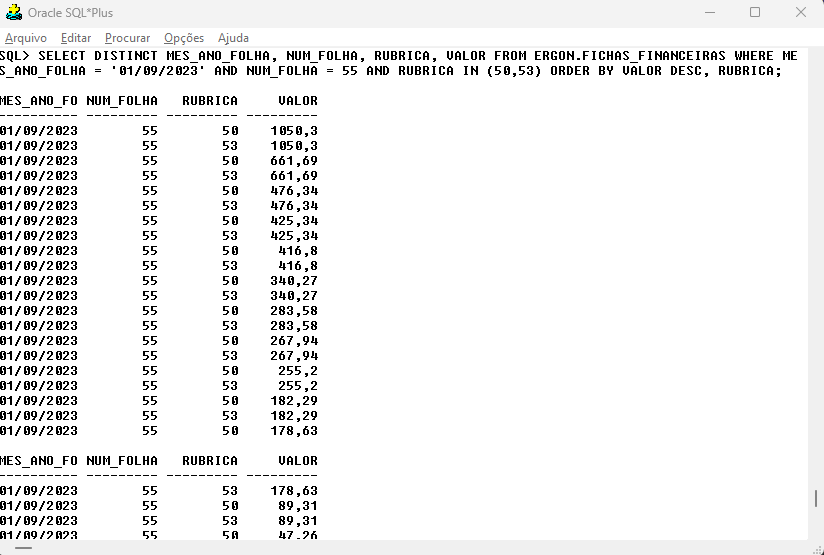 Oracle SQL*Plus
Arquivo Editar Procurar Opções Ajuda
SQL> SELECT DISTINCT MES_ANO_FOLHA, NUM_FOLHA, RUBRICA, VALOR FROM ERGON.FICHAS_FINANCEIRAS WHERE ME
S_ANO_FOLHA = '01/09/2023' AND NUM_FOLHA = 55 AND RUBRICA IN (50,53) ORDER BY VALOR DESC, RUBRICA;
MES_ANO_FO NUM_FOLHA   RUBRICA     VALOR
---------- --------- --------- ---------
01/09/2023        55        50    1050,3
01/09/2023        55        53    1050,3
01/09/2023        55        50    661,69
01/09/2023        55        53    661,69
01/09/2023        55        50    476,34
01/09/2023        55        53    476,34
01/09/2023        55        50    425,34
01/09/2023        55        53    425,34
01/09/2023        55        50     416,8
01/09/2023        55        53     416,8
01/09/2023        55        50    340,27
01/09/2023        55        53    340,27
01/09/2023        55        50    283,58
01/09/2023        55        53    283,58
01/09/2023        55        50    267,94
01/09/2023        55        53    267,94
01/09/2023        55        50     255,2
01/09/2023        55        53     255,2
01/09/2023        55        50    182,29
01/09/2023        55        53    182,29
01/09/2023        55        50    178,63
MES_ANO_FO NUM_FOLHA   RUBRICA     VALOR
---------- --------- --------- ---------
01/09/2023        55        53    178,63
01/09/2023        55        50     89,31
01/09/2023        55        53     89,31
01/09/2023        55        50     47,26